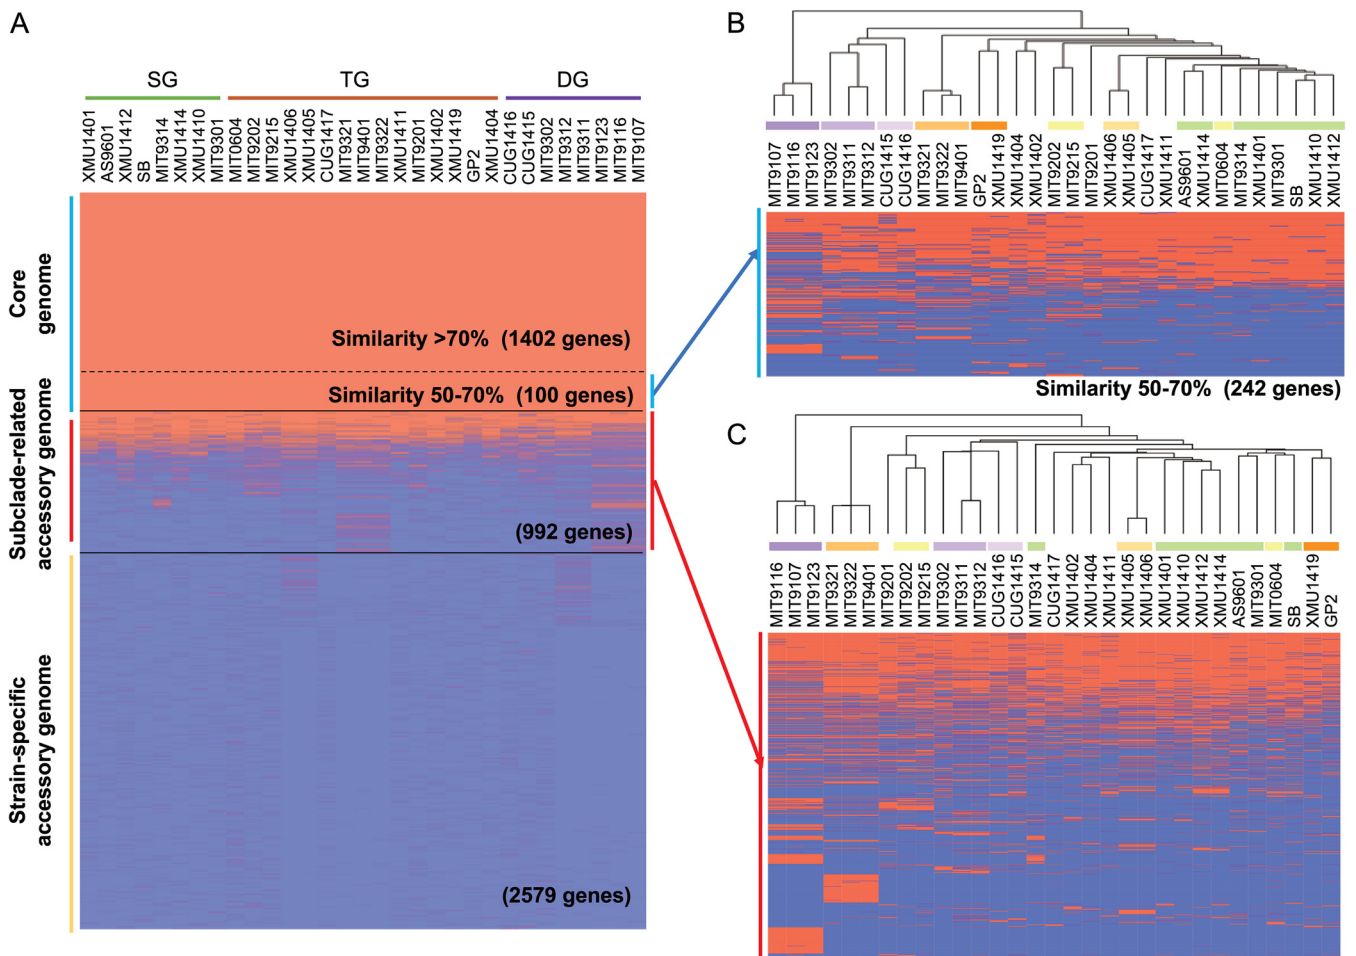 A
SG TG DG
XMU1401
AS9601
XMU1412
SB
MIT9314
XMU1414
XMU1410
MIT9301
MIT0604
MIT9202
MIT9215
XMU1406
XMU1405
CUG1417
MIT9321
MIT9401
MIT9322
XMU1411
MIT9201
XMU1402
XMU1419
GP2
XMU1404
CUG1416
CUG1415
MIT9302
MIT9312
MIT9311
MIT9123
MIT9116
MIT9107
Core
genome
Similarity >70% (1402 genes)
Similarity 50-70% (100 genes)
Subclade-related
accessory genome
(992 genes)
Strain-specific
accessory genome
(2579 genes)
B
MIT9107
MIT9116
MIT9123
MIT9302
MIT9311
MIT9312
CUG1415
CUG1416
MIT9321
MIT9322
MIT9401
GP2
XMU1419
XMU1404
XMU1402
MIT9202
MIT9215
MIT9201
XMU1406
XMU1405
CUG1417
XMU1411
AS9601
XMU1414
MIT0604
MIT9314
XMU1401
MIT9301
SB
XMU1410
XMU1412
Similarity 50-70% (242 genes)
C
MIT9116
MIT9107
MIT9123
MIT9321
MIT9322
MIT9401
MIT9201
MIT9202
MIT9215
MIT9302
MIT9311
MIT9312
CUG1416
CUG1415
MIT9314
CUG1417
XMU1402
XMU1404
XMU1411
XMU1405
XMU1406
XMU1401
XMU1410
XMU1412
XMU1414
AS9601
MIT9301
MIT0604
SB
XMU1419
GP2